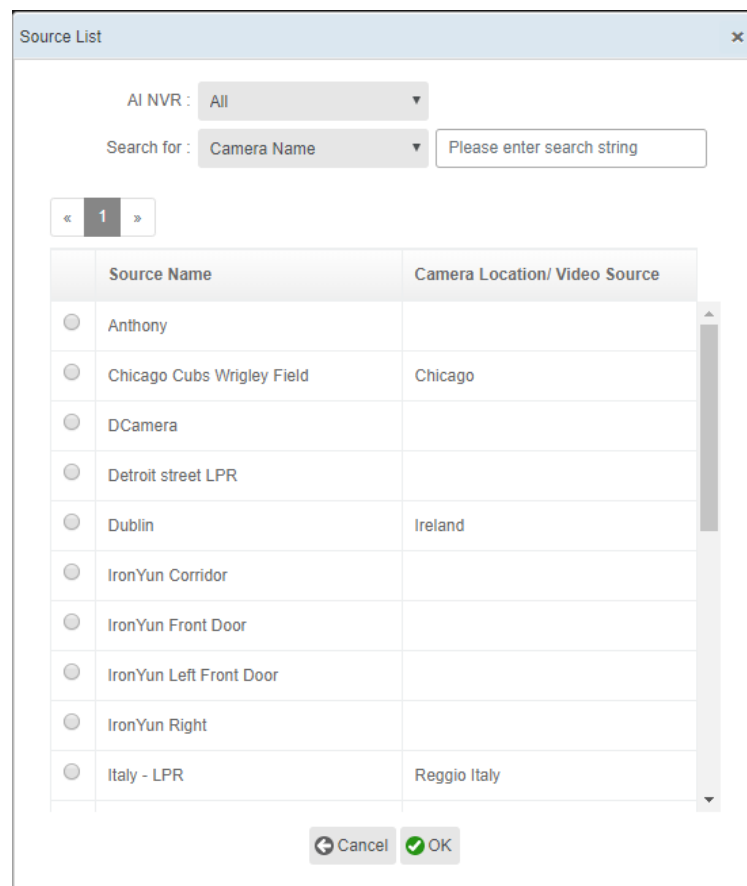 Source List ×
AI NVR : All
Search for : Camera Name Please enter search string
« 1 »
Source Name Camera Location/ Video Source
Anthony
Chicago Cubs Wrigley Field Chicago
DCamera
Detroit street LPR
Dublin Ireland
IronYun Corridor
IronYun Front Door
IronYun Left Front Door
IronYun Right
Italy - LPR Reggio Italy
Cancel OK